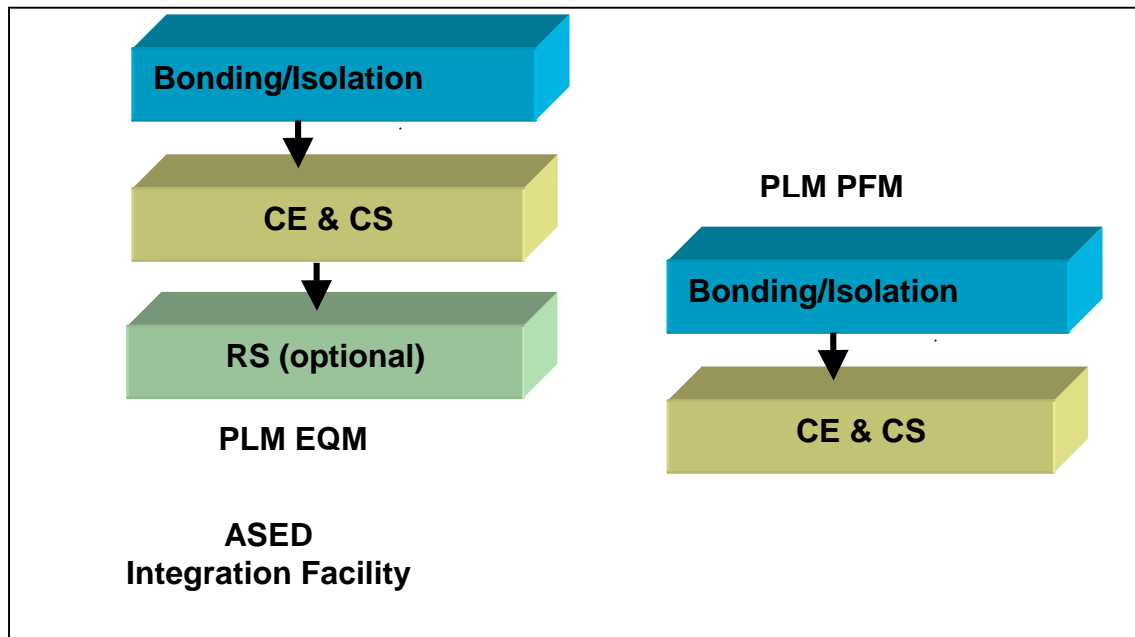 Bonding/Isolation
CE & CS
RS (optional)
PLM EQM
ASED
Integration Facility
PLM PFM
Bonding/Isolation
CE & CS